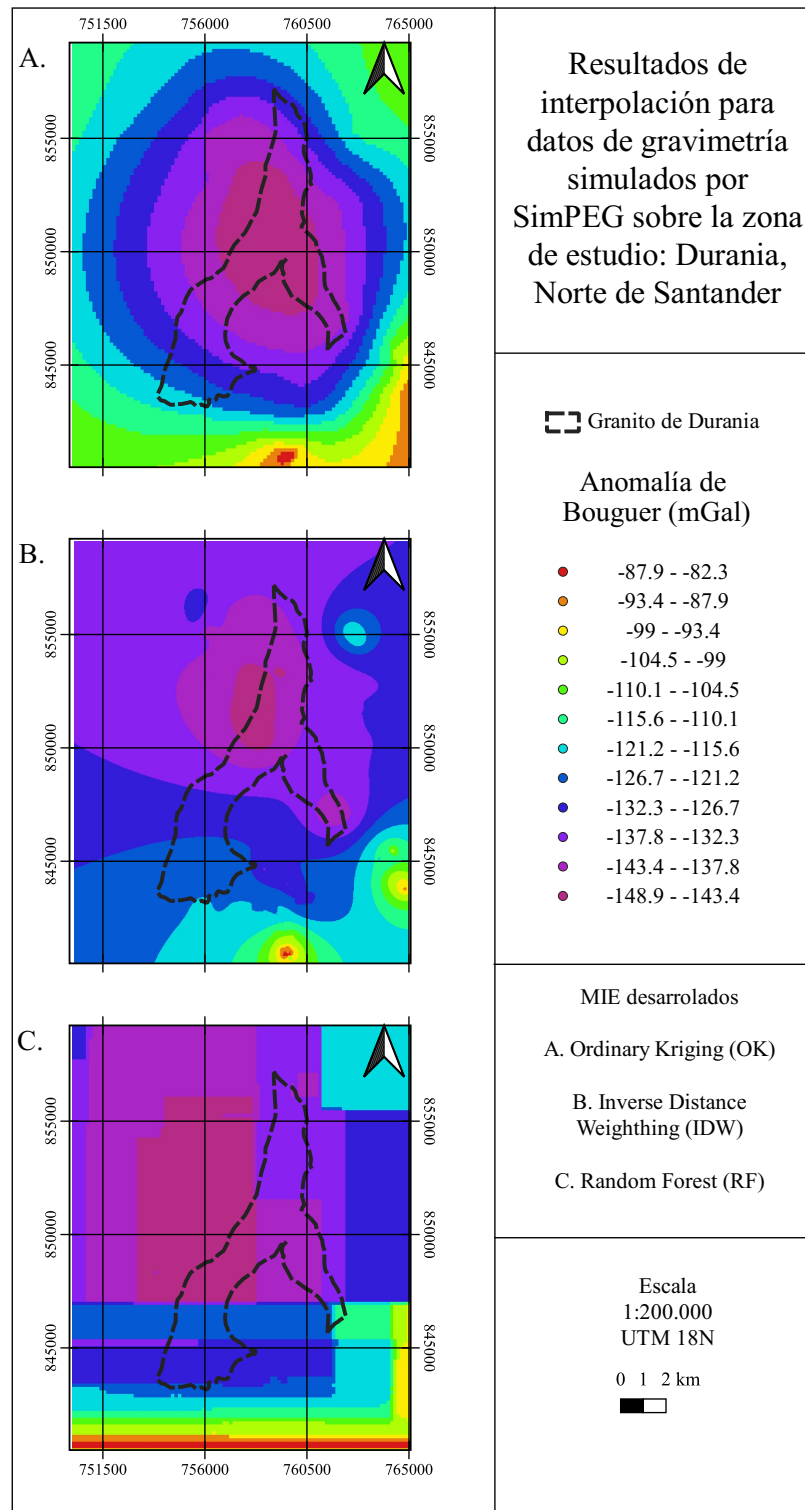 751500 756000 760505 765000
A.
855000 855000
850000 850000
845000 845000
B.
855000 855000
850000 850000
845000 845000
C.
855000 855000
850000 850000
845000 845000
751500 756000 760505 765000
Resultados de
interpolación para
datos de gravimetría
simulados por
SimPEG sobre la zona
de estudio: Durania,
Norte de Santander
Granito de Durania
Anomalía de
Bouguer (mGal)
-87.9 - -82.3
-93.4 - -87.9
-99 - -93.4
-104.5 - -99
-110.1 - -104.5
-115.6 - -110.1
-121.2 - -115.6
-126.7 - -121.2
-132.3 - -126.7
-137.8 - -132.3
-143.4 - -137.8
-148.9 - -143.4
MIE desarrolados
A. Ordinary Kriging (OK)
B. Inverse Distance
Weighthing (IDW)
C. Random Forest (RF)
Escala
1:200.000
UTM 18N
0 1 2 km